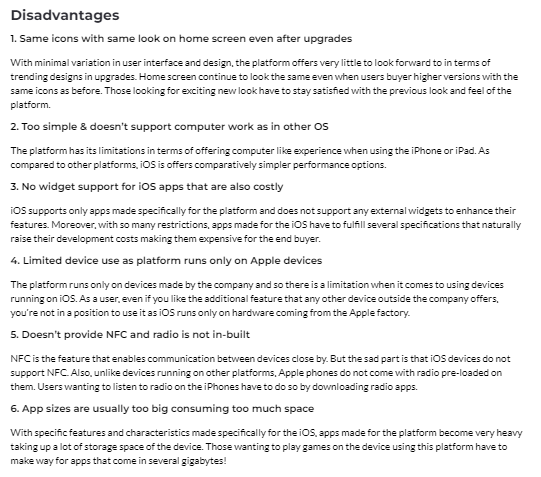 Disadvantages
1. Same icons with same look on home screen even after upgrades
With minimal variation in user interface and design, the platform offers very little to look forward to in terms of
trending designs in upgrades. Home screen continue to look the same even when users buyer higher versions with the
same icons as before. Those looking for exciting new look have to stay satisfied with the previous look and feel of the
platform.
2. Too simple & doesn't support computer work as in other OS
The platform has its limitations in terms of offering computer like experience when using the iPhone or iPad. As
compared to other platforms, iOS is offers comparatively simpler performance options.
3. No widget support for iOS apps that are also costly
iOS supports only apps made specifically for the platform and does not support any external widgets to enhance their
features. Moreover, with so many restrictions, apps made for the iOS have to fulfill several specifications that naturally
raise their development costs making them expensive for the end buyer.
4. Limited device use as platform runs only on Apple devices
The platform runs only on devices made by the company and so there is a limitation when it comes to using devices
running on iOS. As a user, even if you like the additional feature that any other device outside the company offers,
you're not in a position to use it as iOS runs only on hardware coming from the Apple factory.
5. Doesn't provide NFC and radio is not in-built
NFC is the feature that enables communication between devices close by. But the sad part is that iOS devices do not
support NFC. Also, unlike devices running on other platforms, Apple phones do not come with radio pre-loaded on
them. Users wanting to listen to radio on the iPhones have to do so by downloading radio apps.
6. App sizes are usually too big consuming too much space
With specific features and characteristics made specifically for the iOS, apps made for the platform become very heavy
taking up a lot of storage space of the device. Those wanting to play games on the device using this platform have to
make way for apps that come in several gigabytes!